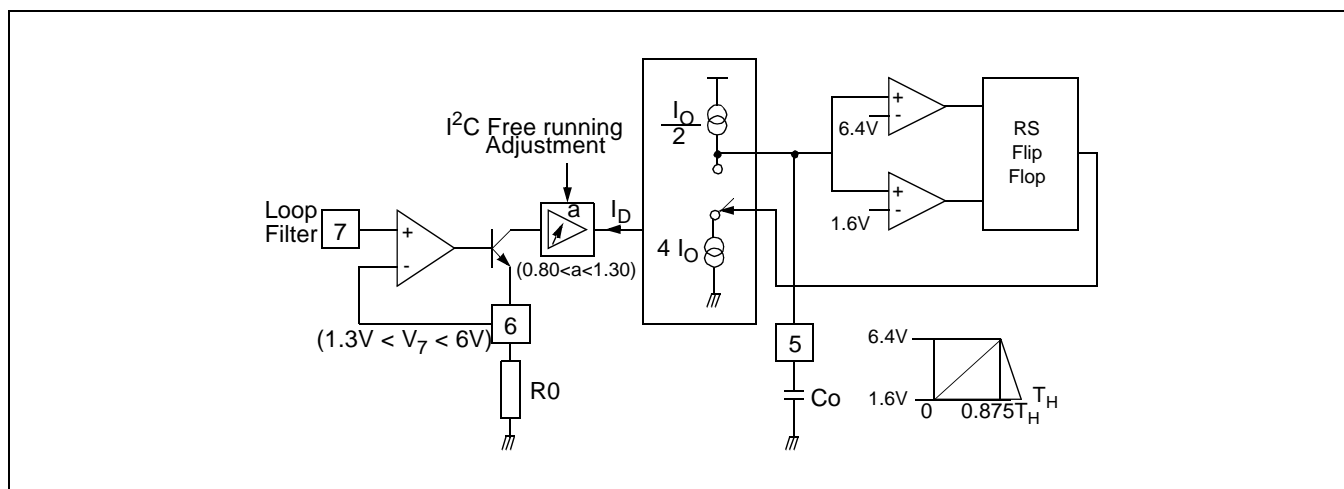 I²C Free running
Adjustment
Loop
Filter
7
+
-
a
(0.80<a<1.30)
I_D
I_O
2
4 I_O
6.4V
+
-
1.6V
+
-
RS
Flip
Flop
(1.3V < V₇ < 6V)
6
R0
5
Co
6.4V
1.6V
0
0.875T_H
T_H